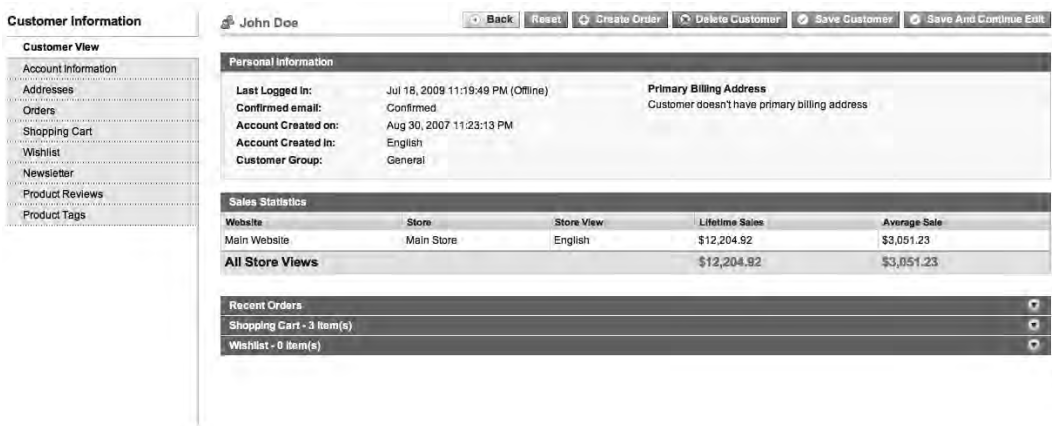 Customer Information
Customer View
Account Information
Addresses
Orders
Shopping Cart
Wishlist
Newsletter
Product Reviews
Product Tags
John Doe
Back Reset Create Order Delete Customer Save Customer Save And Continue Edit
Personal Information
Last Logged In: Jul 18, 2009 11:19:49 PM (Offline)
Confirmed email: Confirmed
Account Created on: Aug 30, 2007 11:23:13 PM
Account Created in: English
Customer Group: General
Primary Billing Address
Customer doesn't have primary billing address
Sales Statistics
Website Store Store View Lifetime Sales Average Sale
Main Website Main Store English $12,204.92 $3,051.23
All Store Views $12,204.92 $3,051.23
Recent Orders
Shopping Cart - 3 item(s)
Wishlist - 0 item(s)